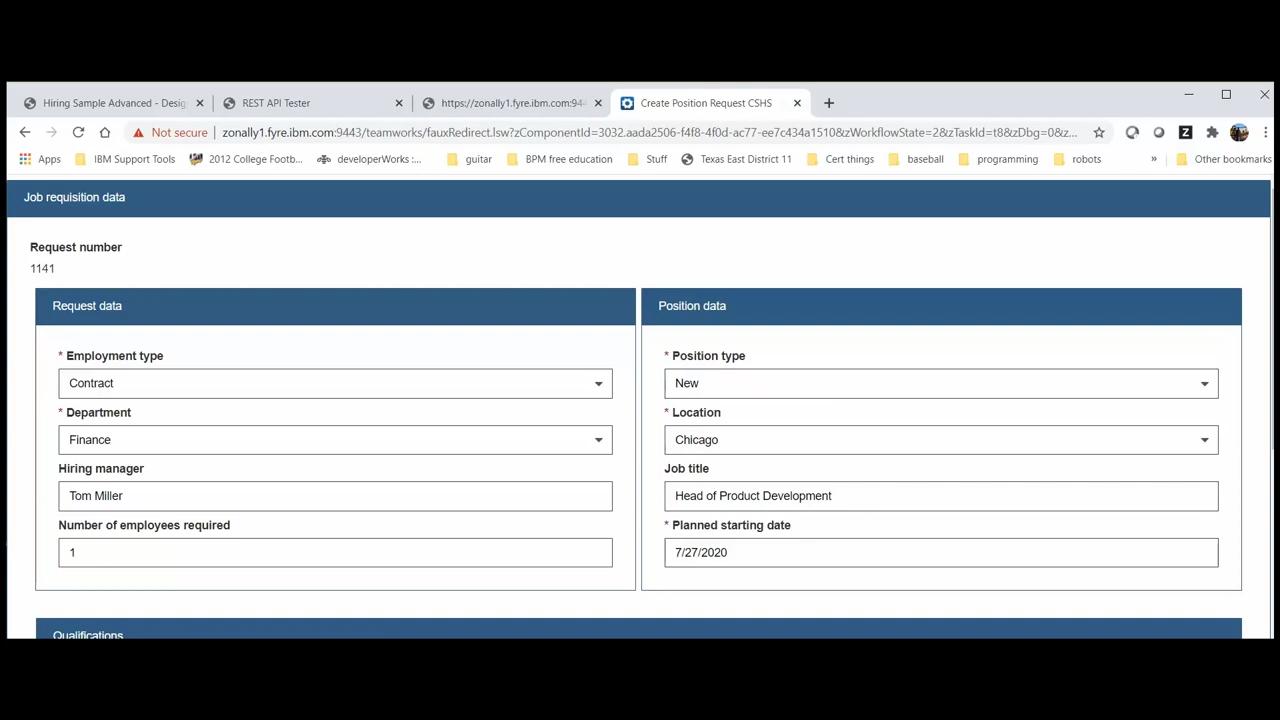 Hiring Sample Advanced - Desig
REST API Tester
https://zonally1.fyre.ibm.com:944
Create Position Request CSHS
Not secure
zonally1.fyre.ibm.com:9443/teamworks/fauxRedirect.lsw?zComponentId=3032.aada2506-f4f8-4f0d-ac77-ee7c434a1510&zWorkflowState=2&zTaskId=t8&zDbg=0&z...
Apps
IBM Support Tools
2012 College Footb...
developerWorks :...
guitar
BPM free education
Stuff
Texas East District 11
Cert things
baseball
programming
robots
»
Other bookmarks
Job requisition data
Request number
1141
Request data
* Employment type
Contract
* Department
Finance
Hiring manager
Tom Miller
Number of employees required
1
Position data
* Position type
New
* Location
Chicago
Job title
Head of Product Development
* Planned starting date
7/27/2020
Qualifications